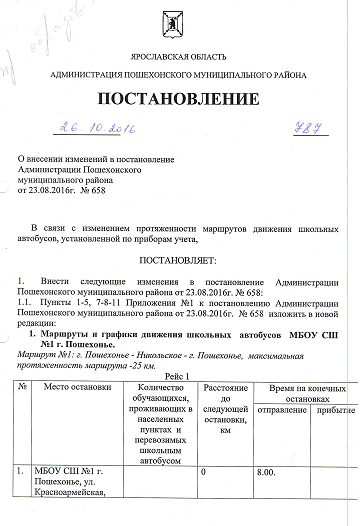 ЯРОСЛАВСКАЯ ОБЛАСТЬ
АДМИНИСТРАЦИЯ ПОШЕХОНСКОГО МУНИЦИПАЛЬНОГО РАЙОНА
ПОСТАНОВЛЕНИЕ
26 10.2016 787
О внесении изменений в постановление
Администрации Пошехонского
муниципального района
от 23.08.2016г. № 658
В связи с изменением протяженности маршрутов движения школьных
автобусов, установленной по приборам учета,
ПОСТАНОВЛЯЕТ:
1. Внести следующие изменения в постановление Администрации
Пошехонского муниципального района от 23.08.2016г. № 658:
1.1. Пункты 1-5, 7-8-11 Приложения №1 к постановлению Администрации
Пошехонского муниципального района от 23.08.2016г. № 658 изложить в новой
редакции:
1. Маршруты и графики движения школьных автобусов МБОУ СШ
№1 г. Пошехонье.
Маршрут №1: г. Пошехонье - Никольское - г. Пошехонье, максимальная
протяженность маршрута -25 км.
Рейс 1
№ Место остановки Количество обучающихся, проживающих в населенных пунктах и перевозимых школьным автобусом Расстояние до следующей остановки, км Время на конечных остановках
отправление прибытие
1. МБОУ СШ №1 г. 0 8.00.
Пошехонье, ул.
Красноармейская,